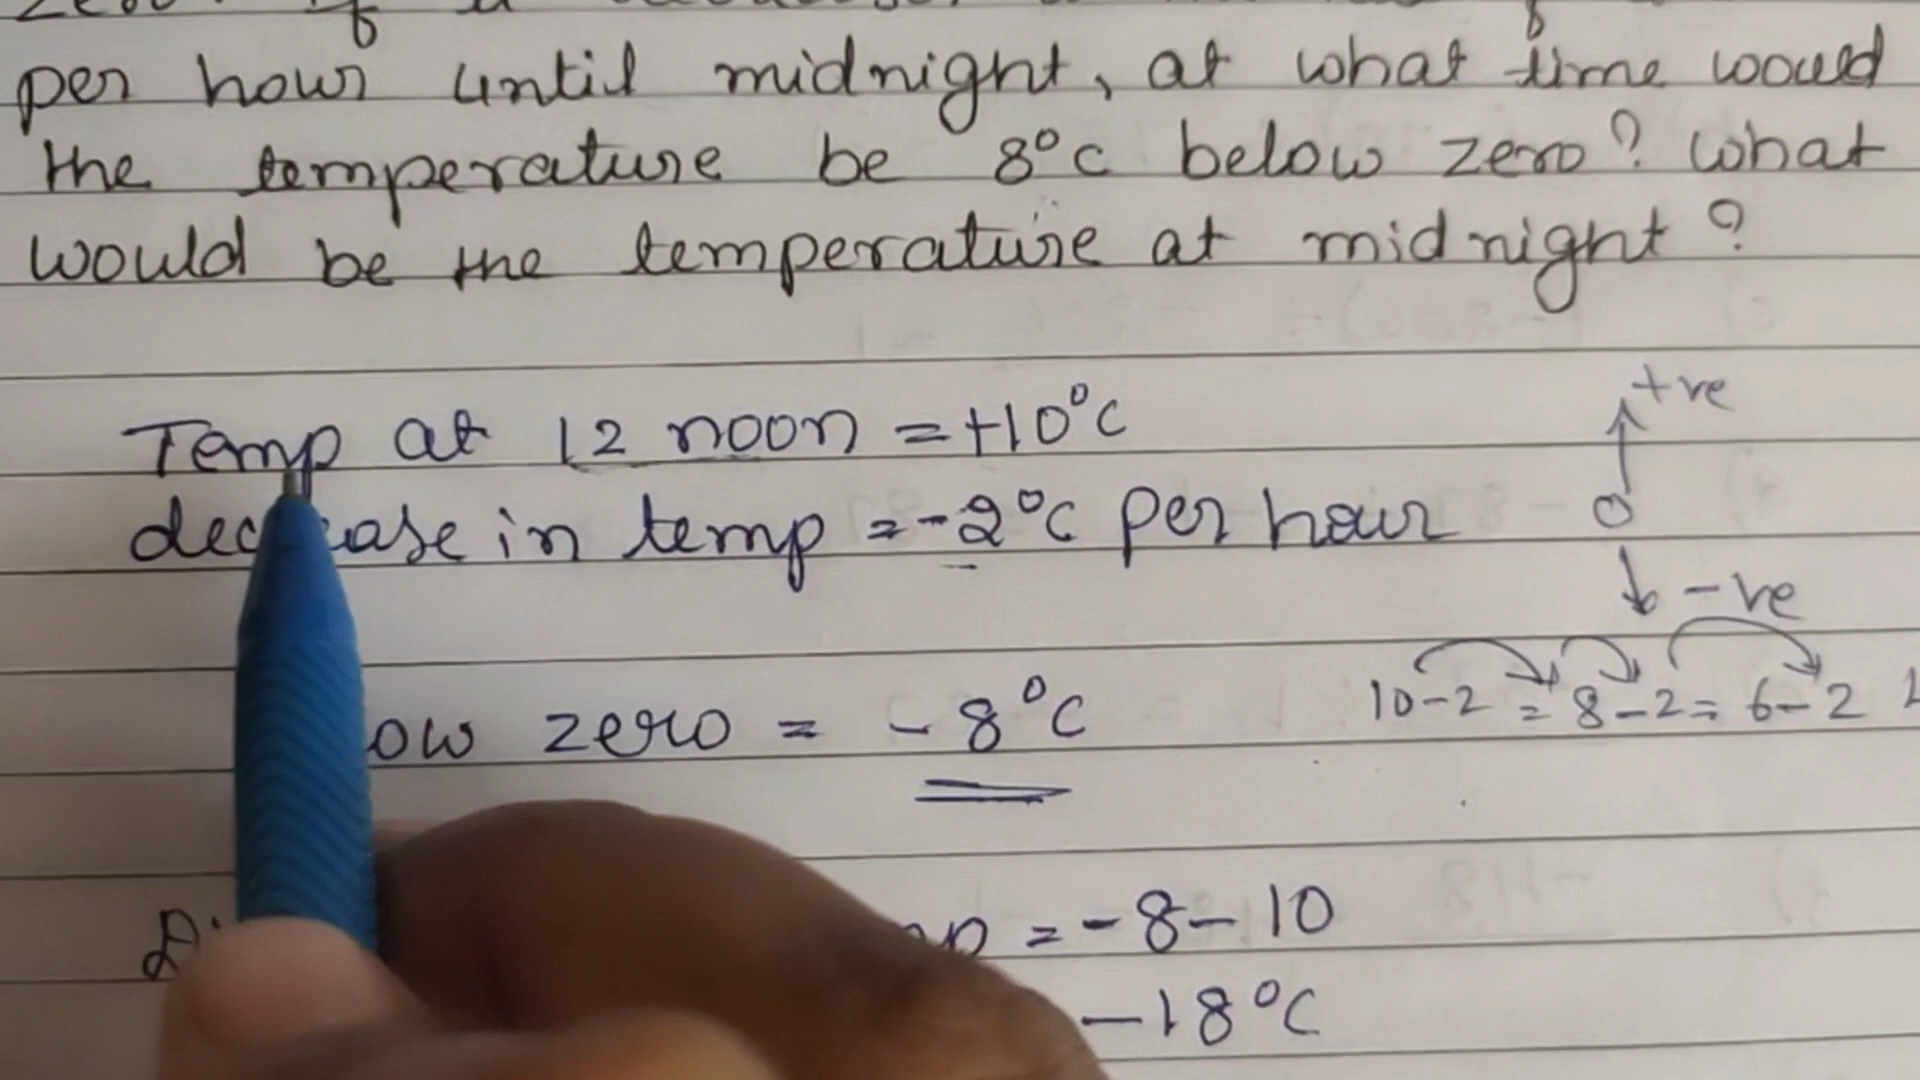 per hour until midnight, at what time would
the temperature be 8°c below zero? what
would be the temperature at midnight?
Temp at 12 noon = +10°C
+ve
in temp = -2°C per hour
0
-ve
zero = -8°C
10-2 = 8-2 = 6-2
= -8-10
-18°C